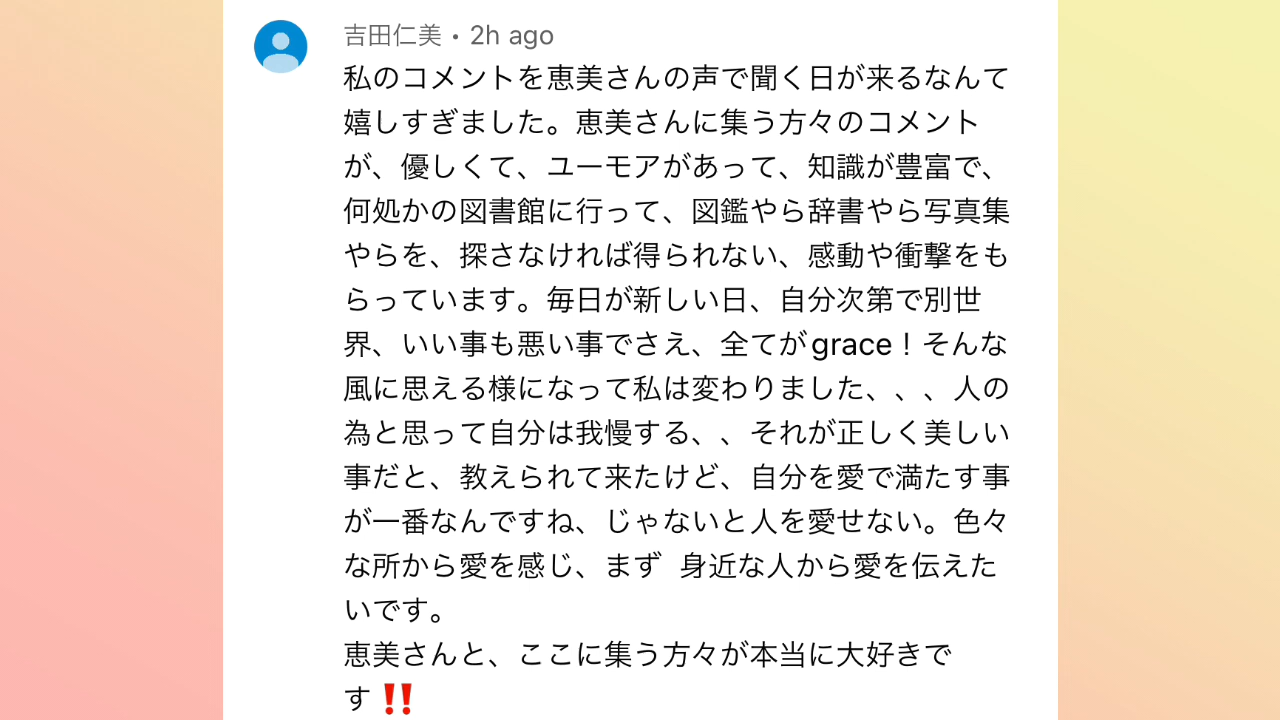 吉田仁美 • 2h ago
私のコメントを恵美さんの声で聞く日が来るなんて
嬉しすぎました。恵美さんに集う方々のコメント
が、優しくて、ユーモアがあって、知識が豊富で、
何処かの図書館に行って、図鑑やら辞書やら写真集
やらを、探さなければ得られない、感動や衝撃をも
らっています。毎日が新しい日、自分次第で別世
界、いい事も悪い事でさえ、全てがgrace！そんな
風に思える様になって私は変わりました、、、人の
為と思って自分は我慢する、、それが正しく美しい
事だと、教えられて来たけど、自分を愛で満たす事
が一番なんですね、じゃないと人を愛せない。色々
な所から愛を感じ、まず 身近な人から愛を伝えた
いです。
恵美さんと、ここに集う方々が本当に大好きで
す‼️